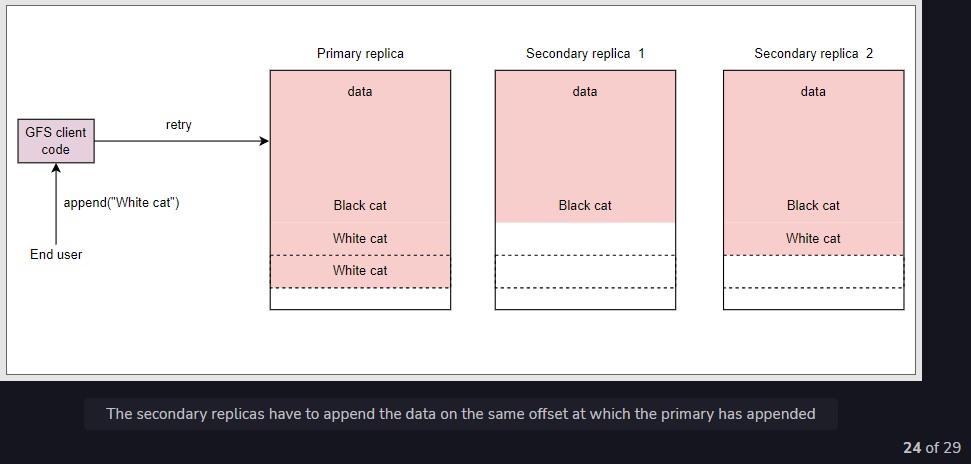 Primary replica
Secondary replica 1
Secondary replica 2
data
data
data
GFS client
code
retry
append("White cat")
End user
Black cat
Black cat
Black cat
White cat
White cat
White cat
The secondary replicas have to append the data on the same offset at which the primary has appended
24 of 29